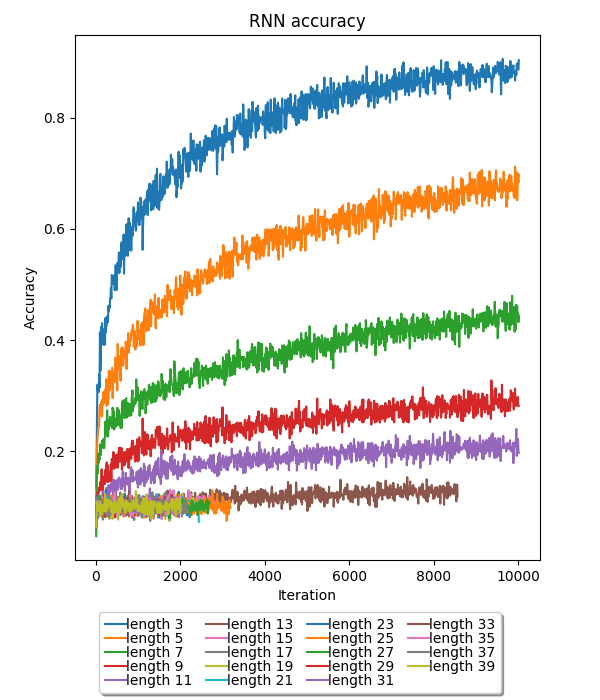 RNN accuracy
Accuracy
0.8
0.6
0.4
0.2
0 2000 4000 6000 8000 10000
Iteration
length 3 length 13 length 23 length 33
length 5 length 15 length 25 length 35
length 7 length 17 length 27 length 37
length 9 length 19 length 29 length 39
length 11 length 21 length 31